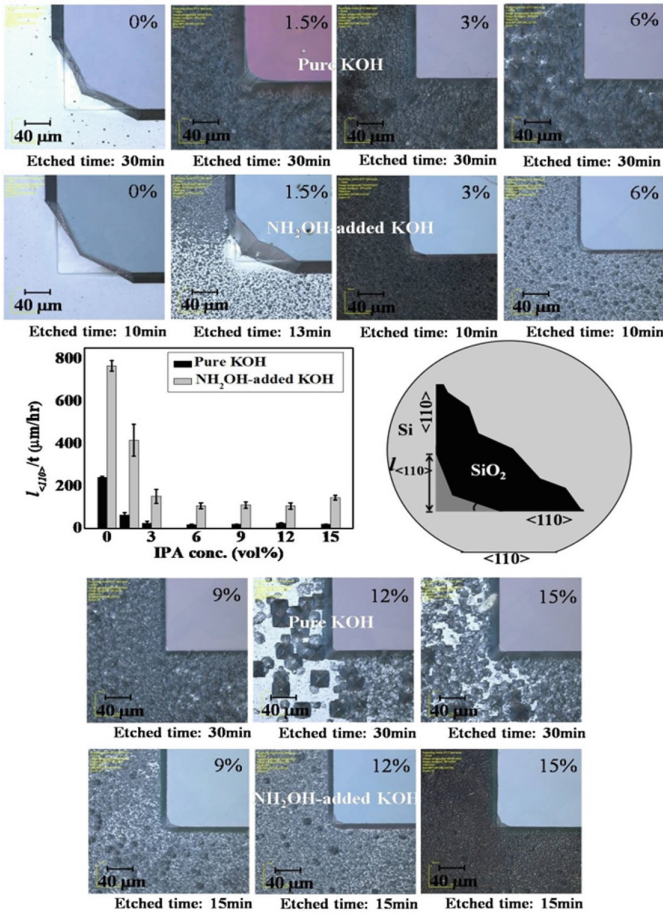 0%
1.5%
3%
6%
Pure KOH
40 μm
40 μm
40 μm
40 μm
Etched time: 30min
Etched time: 30min
Etched time: 30min
Etched time: 30min
0%
1.5%
3%
6%
NH2OH-added KOH
40 μm
40 μm
40 μm
40 μm
Etched time: 10min
Etched time: 13min
Etched time: 10min
Etched time: 10min
800
600
400
200
0
l<110>/t (μm/hr)
Pure KOH
NH2OH-added KOH
0 3 6 9 12 15
IPA conc. (vol%)
Si
<110>
l<110>
SiO2
<110>
<110>
9%
12%
15%
Pure KOH
40 μm
40 μm
40 μm
Etched time: 30min
Etched time: 30min
Etched time: 30min
9%
12%
15%
NH2OH-added KOH
40 μm
40 μm
40 μm
Etched time: 15min
Etched time: 15min
Etched time: 15min